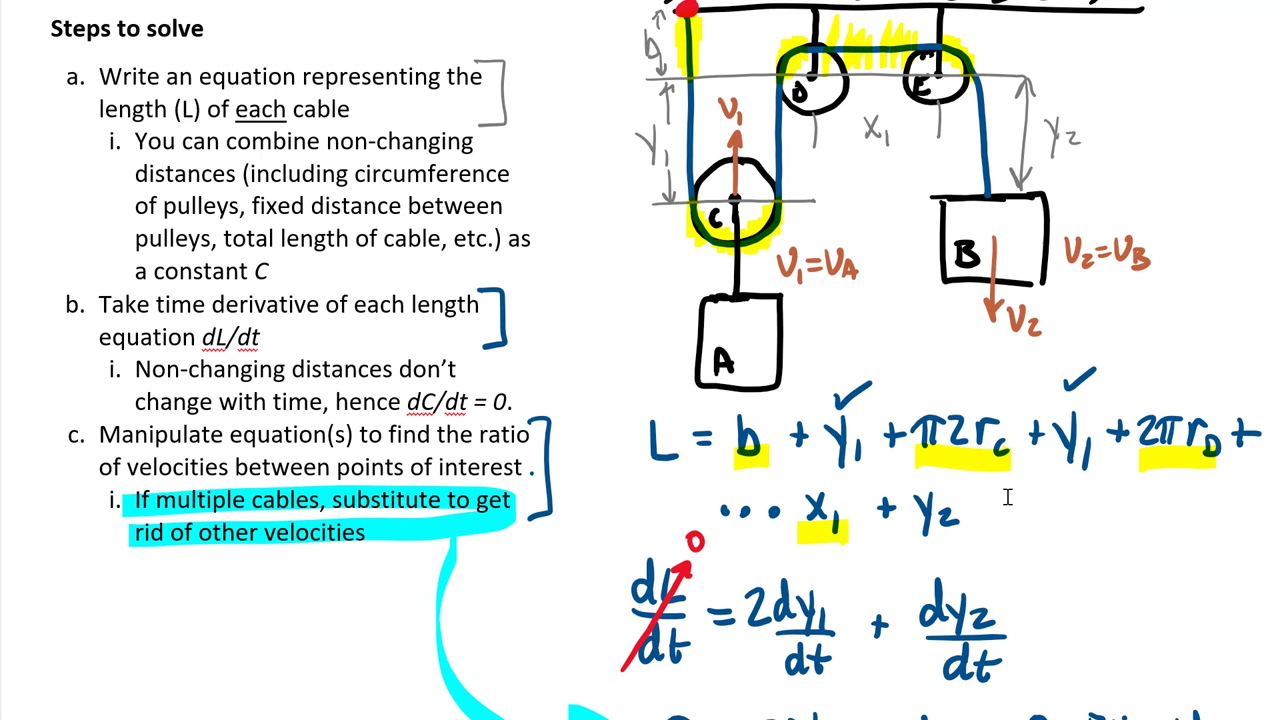 Steps to solve
a. Write an equation representing the
length (L) of each cable
i. You can combine non-changing
distances (including circumference
of pulleys, fixed distance between
pulleys, total length of cable, etc.) as
a constant C
b. Take time derivative of each length
equation dL/dt
i. Non-changing distances don't
change with time, hence dC/dt = 0.
c. Manipulate equation(s) to find the ratio
of velocities between points of interest.
i. If multiple cables, substitute to get
rid of other velocities
b
D
E
V₁
y₁
x₁
y₂
C
B
V₁=VA
V₂=VB
V₂
A
L = b + y₁ + π2rC + y₁ + 2πrD +
... x₁ + y₂
0
dL/dt = 2dy₁/dt + dy₂/dt